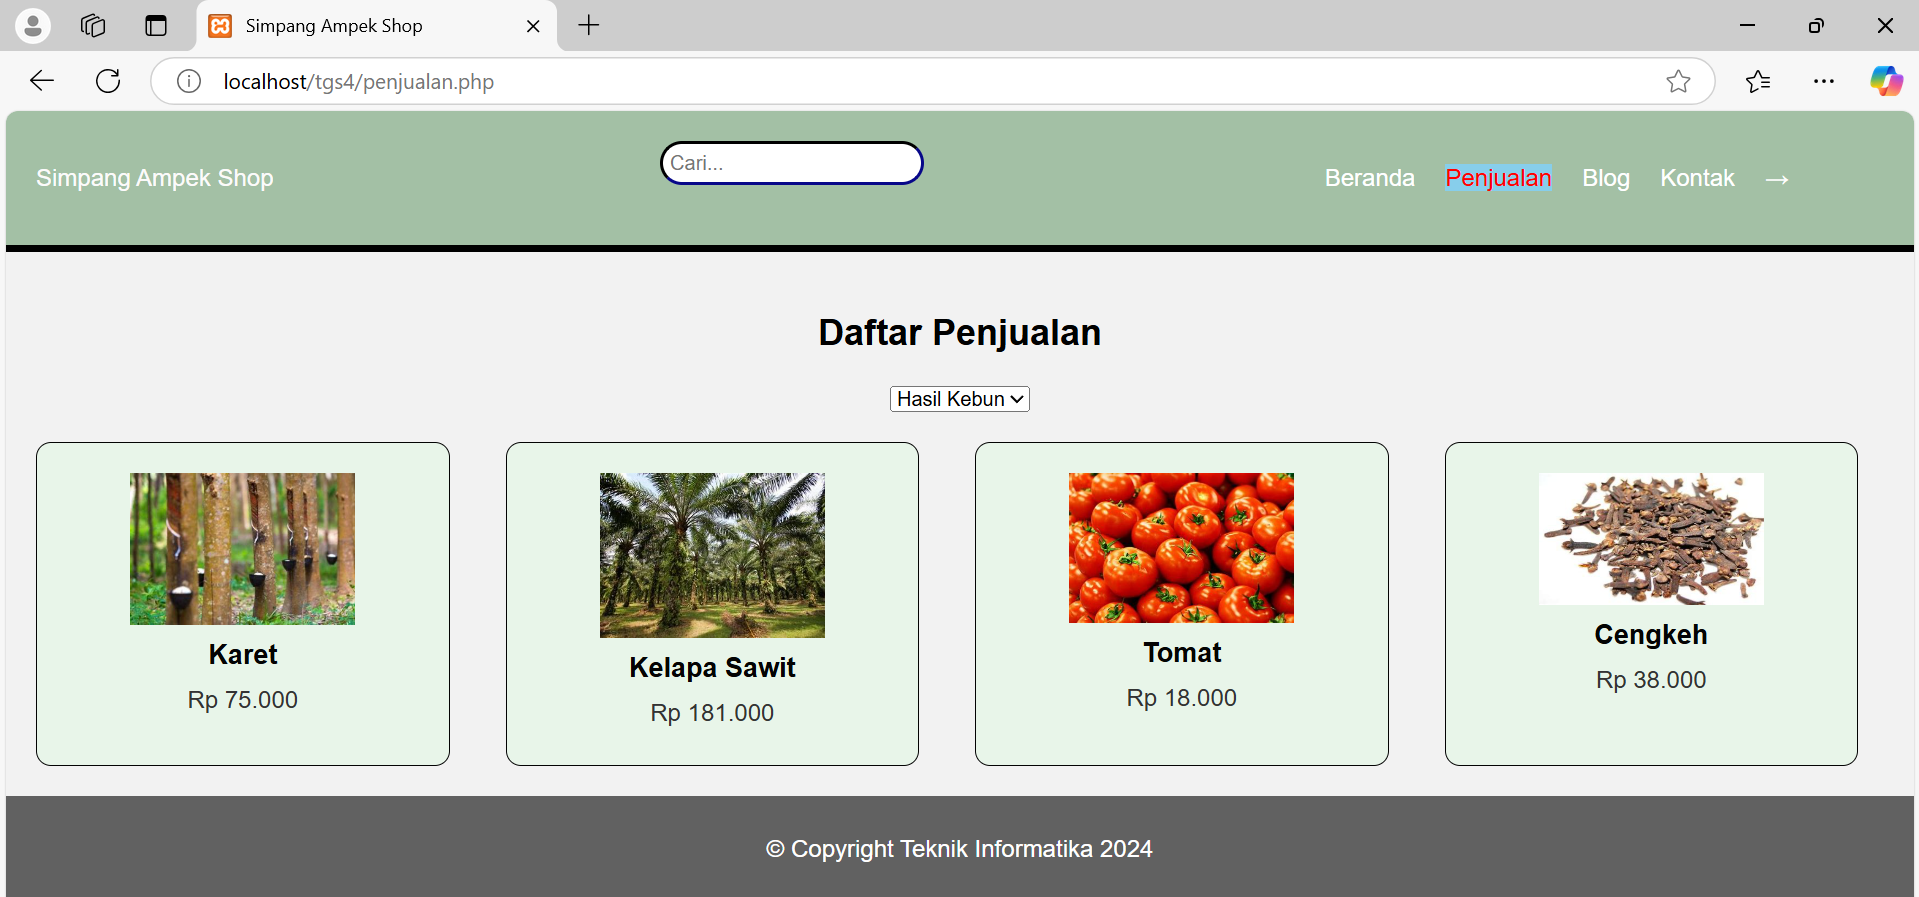 Simpang Ampek Shop
localhost/tgs4/penjualan.php
Simpang Ampek Shop
Cari...
Beranda Penjualan Blog Kontak →
Daftar Penjualan
Hasil Kebun
Karet
Rp 75.000
Kelapa Sawit
Rp 181.000
Tomat
Rp 18.000
Cengkeh
Rp 38.000
© Copyright Teknik Informatika 2024